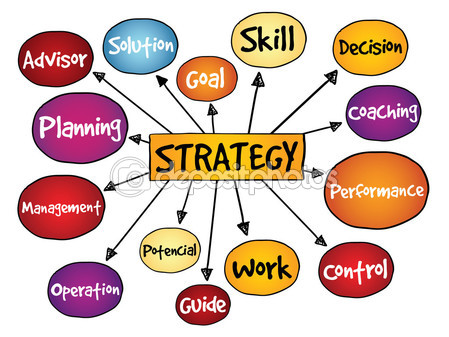 Skill
Solution
Decision
Advisor
Goal
Coaching
Planning
STRATEGY
depositphotos
Performance
Management
Potencial
Work
Control
Operation
Guide